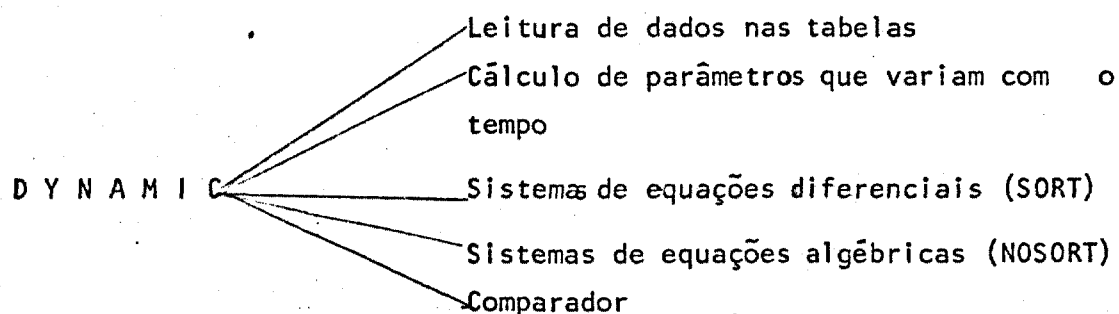 Leitura de dados nas tabelas
Cálculo de parâmetros que variam com o
tempo
D Y N A M I C
Sistemas de equações diferenciais (SORT)
Sistemas de equações algébricas (NOSORT)
Comparador